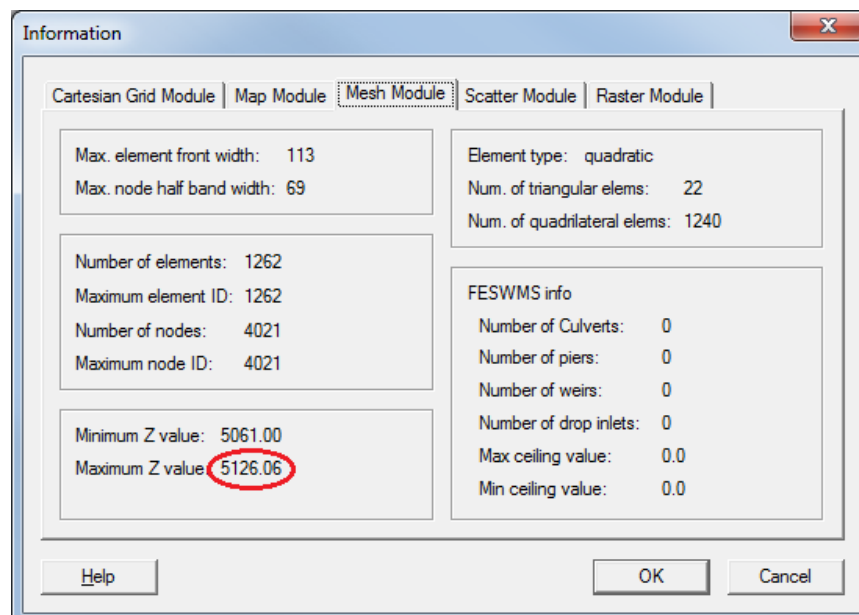 Information
Cartesian Grid Module Map Module Mesh Module Scatter Module Raster Module
Max. element front width: 113
Max. node half band width: 69
Number of elements: 1262
Maximum element ID: 1262
Number of nodes: 4021
Maximum node ID: 4021
Minimum Z value: 5061.00
Maximum Z value: 5126.06
Element type: quadratic
Num. of triangular elems: 22
Num. of quadrilateral elems: 1240
FESWMS info
Number of Culverts: 0
Number of piers: 0
Number of weirs: 0
Number of drop inlets: 0
Max ceiling value: 0.0
Min ceiling value: 0.0
Help OK Cancel